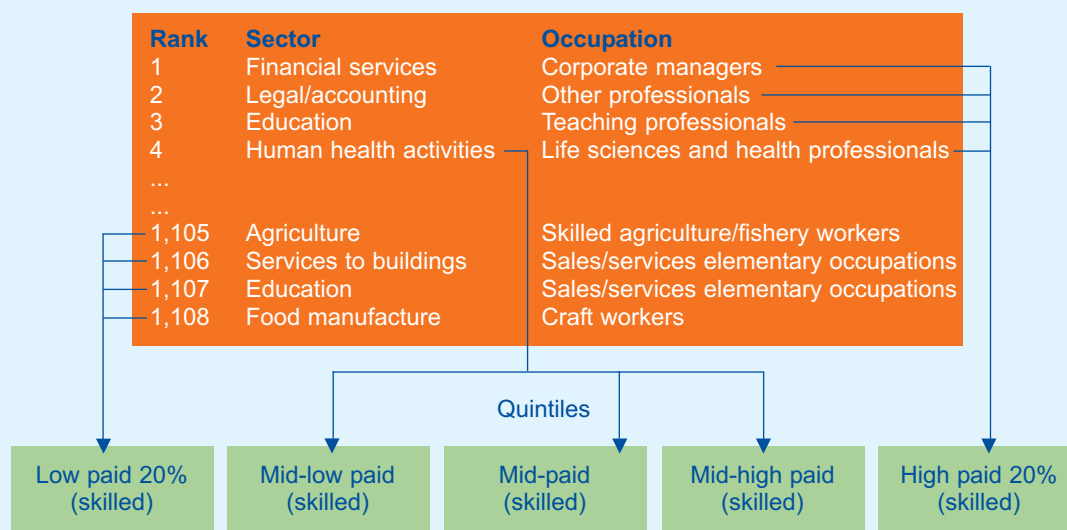 Rank Sector Occupation
1 Financial services Corporate managers
2 Legal/accounting Other professionals
3 Education Teaching professionals
4 Human health activities Life sciences and health professionals
...
...
1,105 Agriculture Skilled agriculture/fishery workers
1,106 Services to buildings Sales/services elementary occupations
1,107 Education Sales/services elementary occupations
1,108 Food manufacture Craft workers
Quintiles
Low paid 20% Mid-low paid Mid-paid Mid-high paid High paid 20%
(skilled) (skilled) (skilled) (skilled) (skilled)